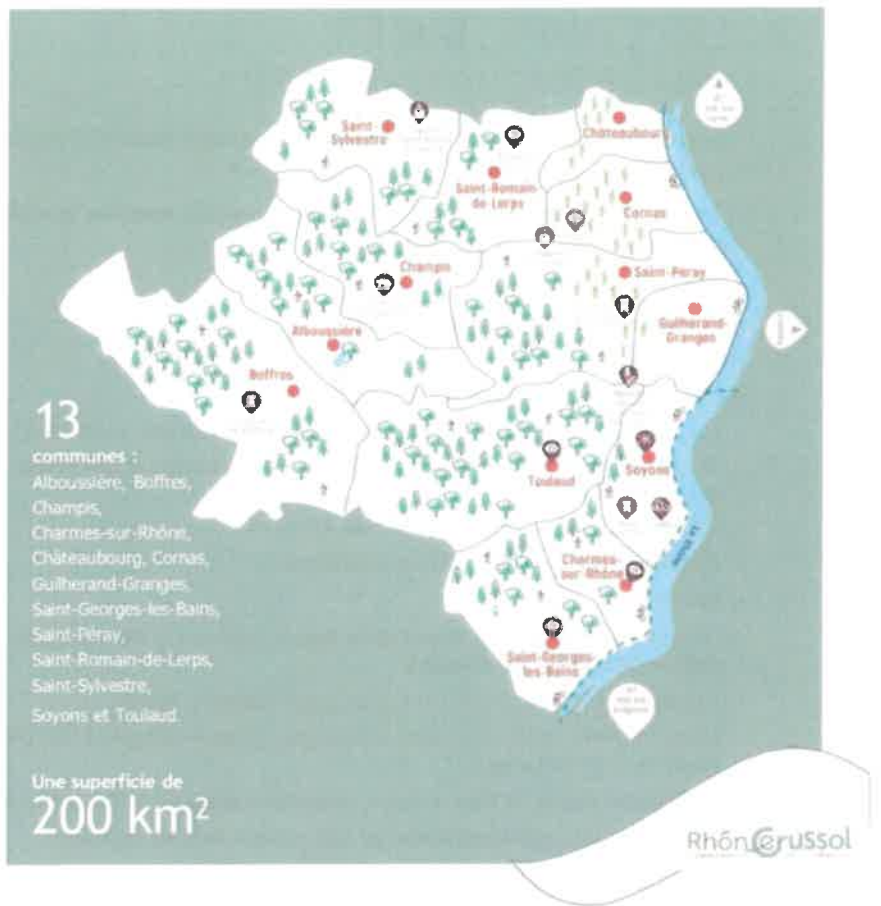 Saint-
Sylvestre
Châteaubourg
Saint-Romain-
de-Lerps
Cornas
Champis
Saint-Péray
Guilherand-
Granges
Alboussière
Boffres
13
communes :
Alboussière, Boffres,
Champis,
Charmes-sur-Rhône,
Châteaubourg, Cornas,
Guilherand-Granges,
Saint-Georges-les-Bains,
Saint-Péray,
Saint-Romain-de-Lerps,
Saint-Sylvestre,
Soyons et Toulaud.
Toulaud
Soyons
Charmes-
sur-Rhône
Saint-Georges-
les-Bains
Une superficie de
200 km²
Rhône Crussol